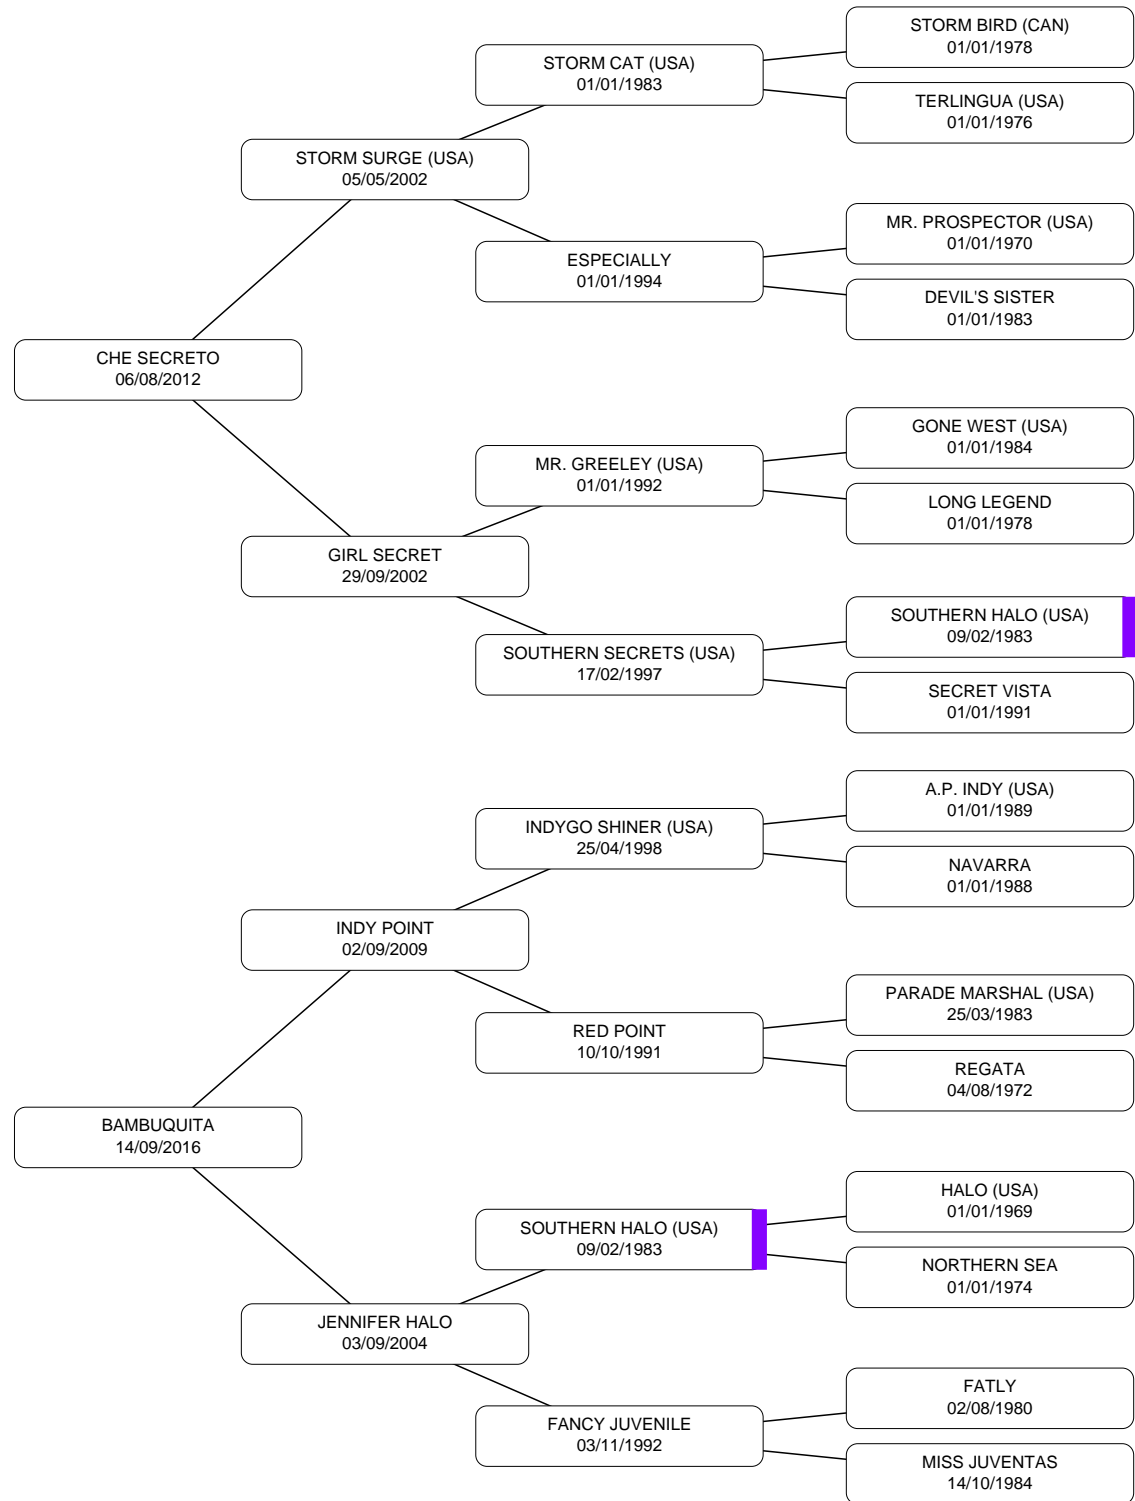 STORM BIRD (CAN)
01/01/1978
STORM CAT (USA)
01/01/1983
TERLINGUA (USA)
01/01/1976
STORM SURGE (USA)
05/05/2002
MR. PROSPECTOR (USA)
01/01/1970
ESPECIALLY
01/01/1994
DEVIL'S SISTER
01/01/1983
CHE SECRETO
06/08/2012
GONE WEST (USA)
01/01/1984
MR. GREELEY (USA)
01/01/1992
LONG LEGEND
01/01/1978
GIRL SECRET
29/09/2002
SOUTHERN HALO (USA)
09/02/1983
SOUTHERN SECRETS (USA)
17/02/1997
SECRET VISTA
01/01/1991
A.P. INDY (USA)
01/01/1989
INDYGO SHINER (USA)
25/04/1998
NAVARRA
01/01/1988
INDY POINT
02/09/2009
PARADE MARSHAL (USA)
25/03/1983
RED POINT
10/10/1991
REGATA
04/08/1972
BAMBUQUITA
14/09/2016
HALO (USA)
01/01/1969
SOUTHERN HALO (USA)
09/02/1983
NORTHERN SEA
01/01/1974
JENNIFER HALO
03/09/2004
FATLY
02/08/1980
FANCY JUVENILE
03/11/1992
MISS JUVENTAS
14/10/1984